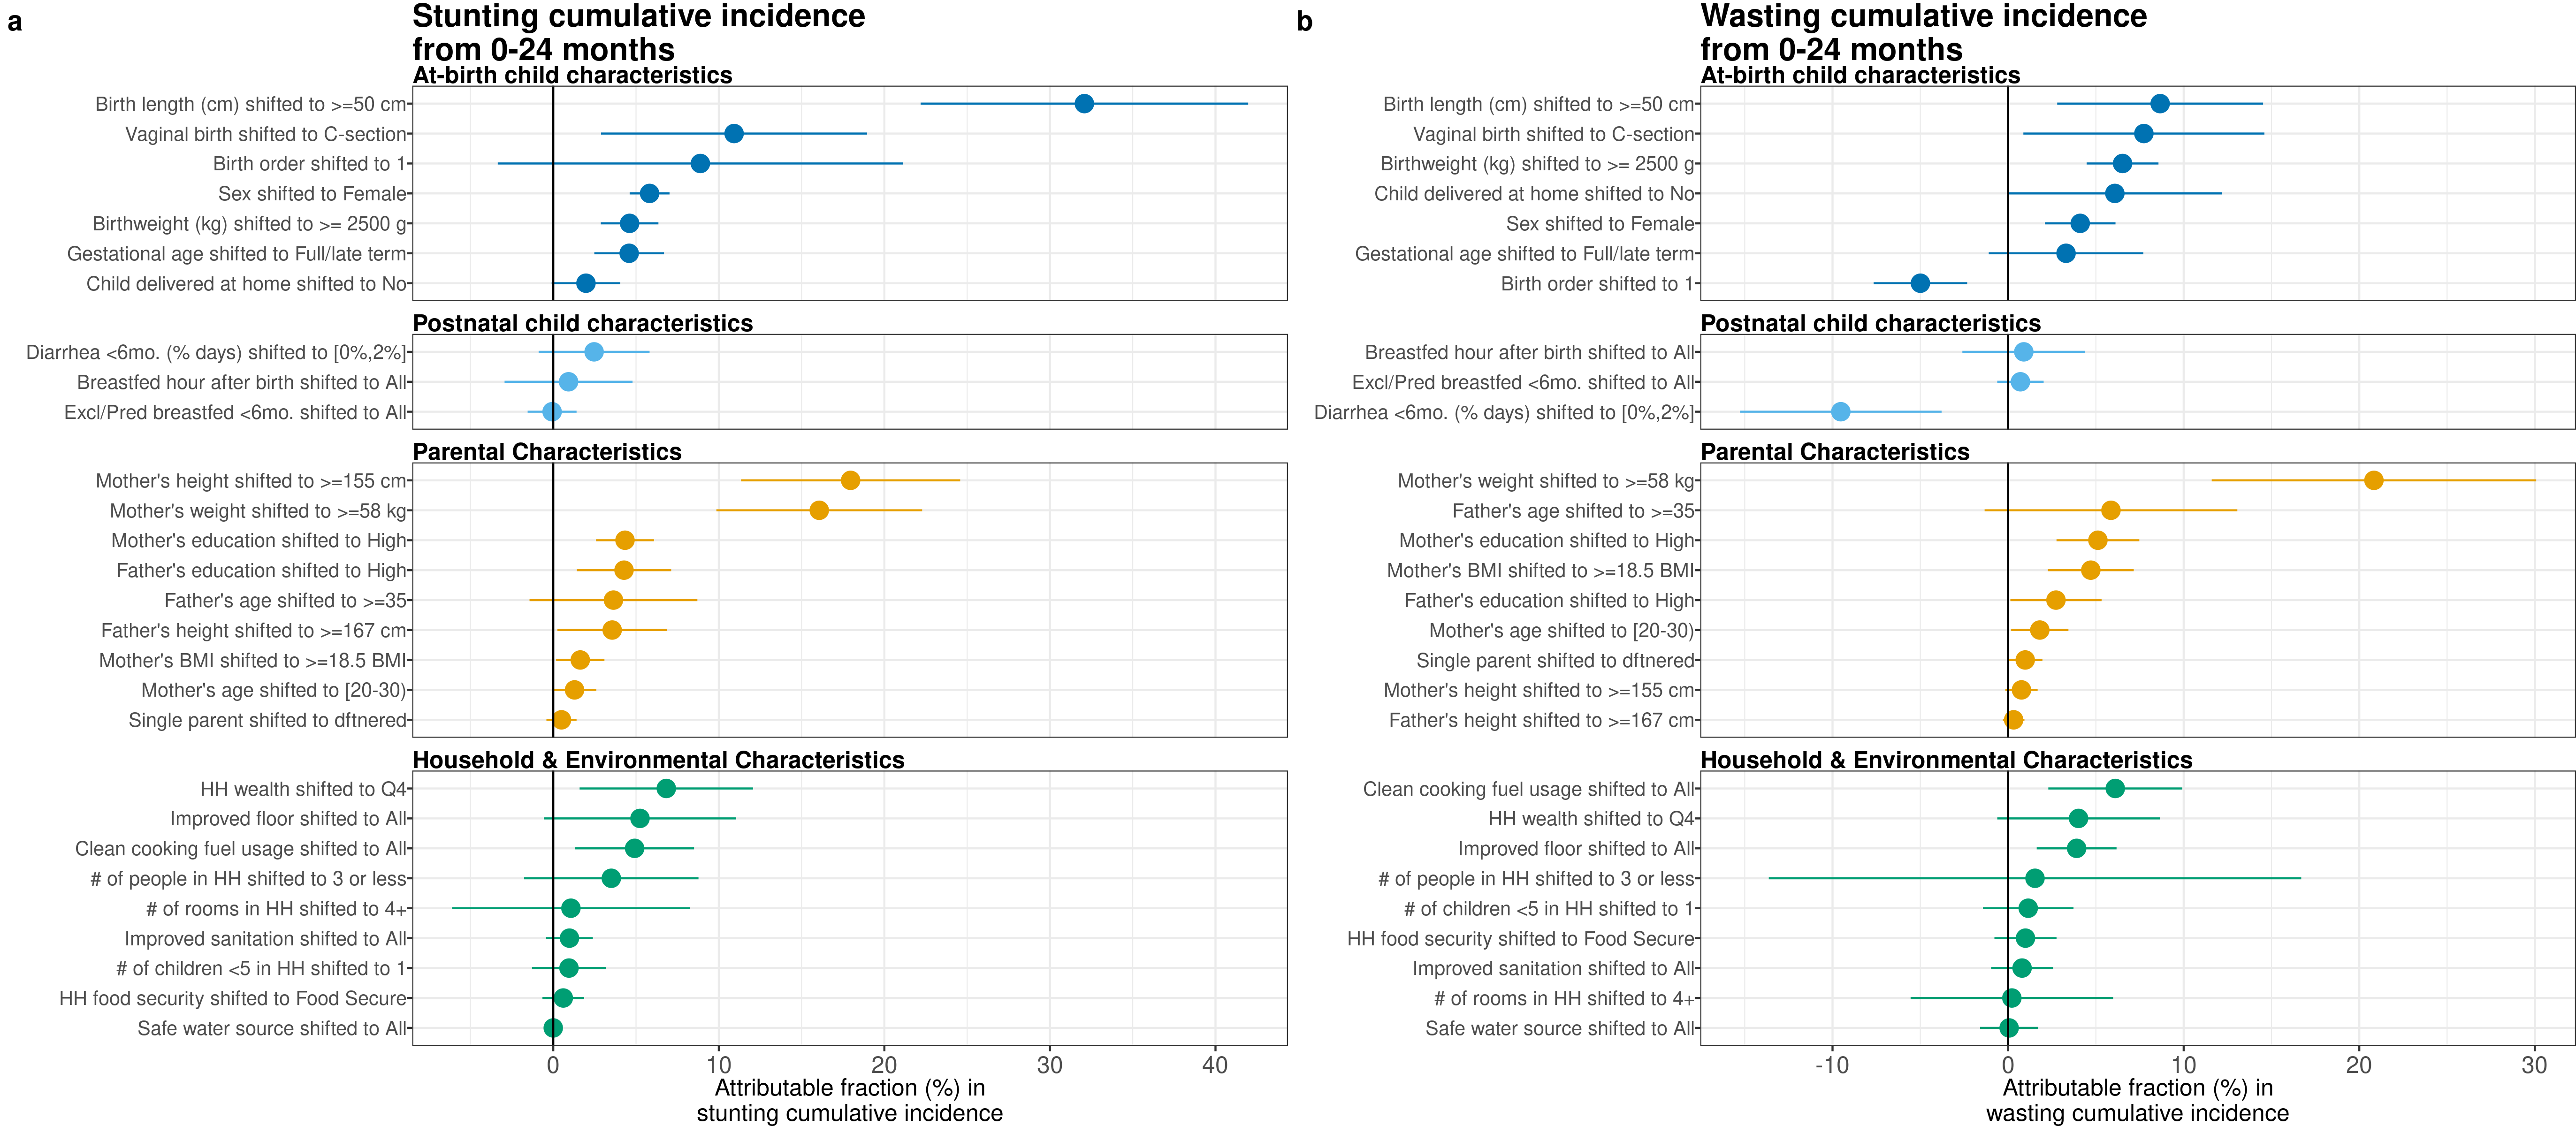 a
Stunting cumulative incidence
from 0-24 months
At-birth child characteristics
Birth length (cm) shifted to >=50 cm
Vaginal birth shifted to C-section
Birth order shifted to 1
Sex shifted to Female
Birthweight (kg) shifted to >= 2500 g
Gestational age shifted to Full/late term
Child delivered at home shifted to No
Postnatal child characteristics
Diarrhea <6mo. (% days) shifted to [0%,2%]
Breastfed hour after birth shifted to All
Excl/Pred breastfed <6mo. shifted to All
Parental Characteristics
Mother's height shifted to >=155 cm
Mother's weight shifted to >=58 kg
Mother's education shifted to High
Father's education shifted to High
Father's age shifted to >=35
Father's height shifted to >=167 cm
Mother's BMI shifted to >=18.5 BMI
Mother's age shifted to [20-30)
Single parent shifted to dftnered
Household & Environmental Characteristics
HH wealth shifted to Q4
Improved floor shifted to All
Clean cooking fuel usage shifted to All
# of people in HH shifted to 3 or less
# of rooms in HH shifted to 4+
Improved sanitation shifted to All
# of children <5 in HH shifted to 1
HH food security shifted to Food Secure
Safe water source shifted to All
0 10 20 30 40
Attributable fraction (%) in
stunting cumulative incidence
b
Wasting cumulative incidence
from 0-24 months
At-birth child characteristics
Birth length (cm) shifted to >=50 cm
Vaginal birth shifted to C-section
Birthweight (kg) shifted to >= 2500 g
Child delivered at home shifted to No
Sex shifted to Female
Gestational age shifted to Full/late term
Birth order shifted to 1
Postnatal child characteristics
Breastfed hour after birth shifted to All
Excl/Pred breastfed <6mo. shifted to All
Diarrhea <6mo. (% days) shifted to [0%,2%]
Parental Characteristics
Mother's weight shifted to >=58 kg
Father's age shifted to >=35
Mother's education shifted to High
Mother's BMI shifted to >=18.5 BMI
Father's education shifted to High
Mother's age shifted to [20-30)
Single parent shifted to dftnered
Mother's height shifted to >=155 cm
Father's height shifted to >=167 cm
Household & Environmental Characteristics
Clean cooking fuel usage shifted to All
HH wealth shifted to Q4
Improved floor shifted to All
# of people in HH shifted to 3 or less
# of children <5 in HH shifted to 1
HH food security shifted to Food Secure
Improved sanitation shifted to All
# of rooms in HH shifted to 4+
Safe water source shifted to All
-10 0 10 20 30
Attributable fraction (%) in
wasting cumulative incidence